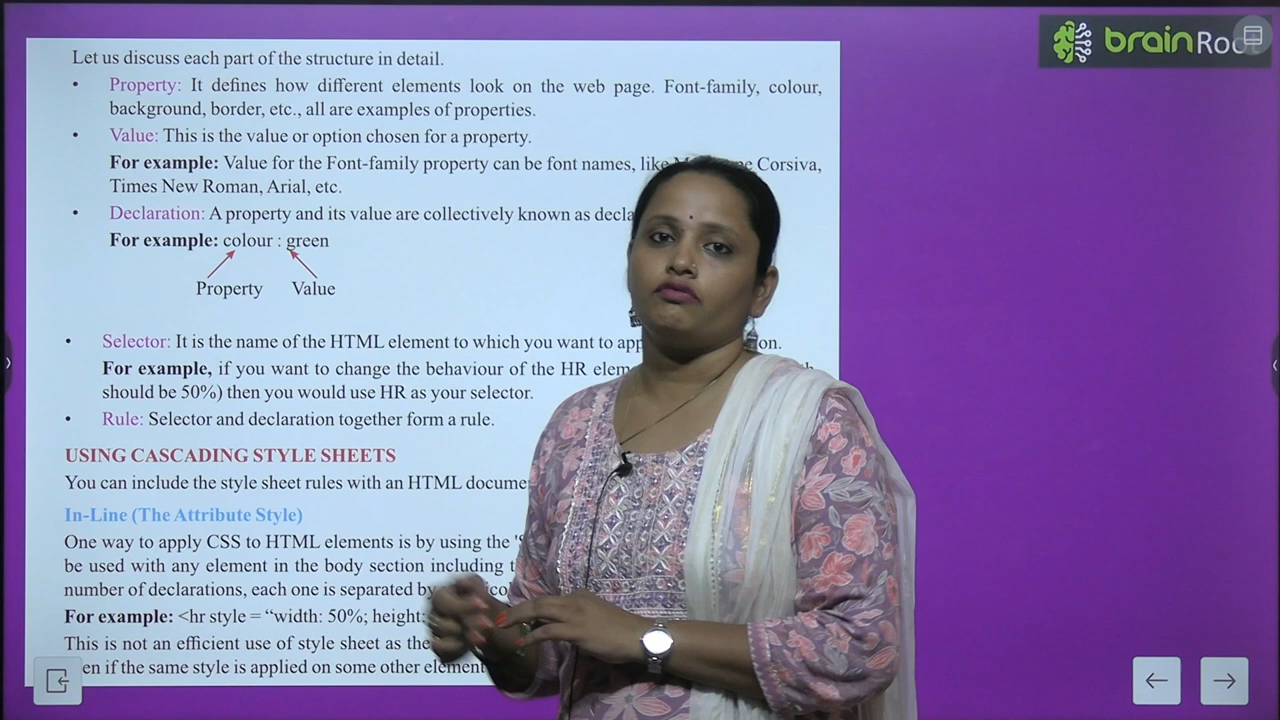 brainRoot
Let us discuss each part of the structure in detail.
• Property: It defines how different elements look on the web page. Font-family, colour,
background, border, etc., all are examples of properties.
• Value: This is the value or option chosen for a property.
For example: Value for the Font-family property can be font names, like Corsiva,
Times New Roman, Arial, etc.
• Declaration: A property and its value are collectively known as
For example: colour : green
Property Value
• Selector: It is the name of the HTML element to which you want to
For example, if you want to change the behaviour of the HR
should be 50%) then you would use HR as your selector.
• Rule: Selector and declaration together form a rule.
USING CASCADING STYLE SHEETS
You can include the style sheet rules with an HTML
In-Line (The Attribute Style)
One way to apply CSS to HTML elements is by using the
be used with any element in the body section including
number of declarations, each one is separated by
For example: <hr style = “width: 50%; height:
This is not an efficient use of style sheet as the
if the same style is applied on some other element